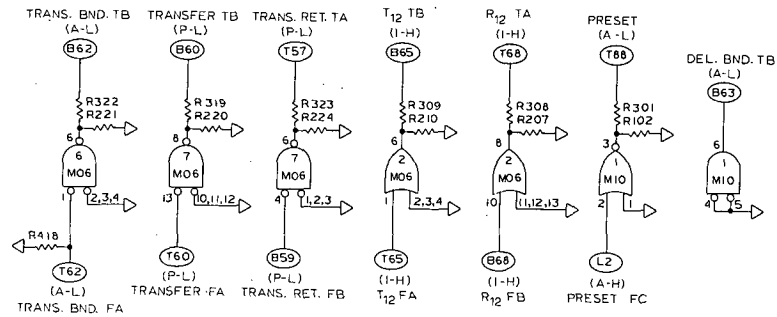 TRANS. BND. TB
(A-L)
B62
R322
R221
6
6
M06
1
2,3,4
R418
T62
(A-L)
TRANS. BND. FA
TRANSFER TB
(P-L)
B60
R319
R220
8
7
M06
13
10,11,12
T60
(P-L)
TRANSFER FA
TRANS. RET. TA
(P-L)
T57
R323
R224
6
7
M06
4
1,2,3
B59
(P-L)
TRANS. RET. FB
T12 TB
(I-H)
B65
R309
R210
6
2
M06
1
2,3,4
T65
(I-H)
T12 FA
R12 TA
(I-H)
T68
R308
R207
8
2
M06
10
11,12,13
B68
(I-H)
R12 FB
PRESET
(A-L)
T88
R301
R102
3
1
M10
2
1
L2
(A-H)
PRESET FC
DEL. BND. TB
(A-L)
B63
6
1
M10
4
5